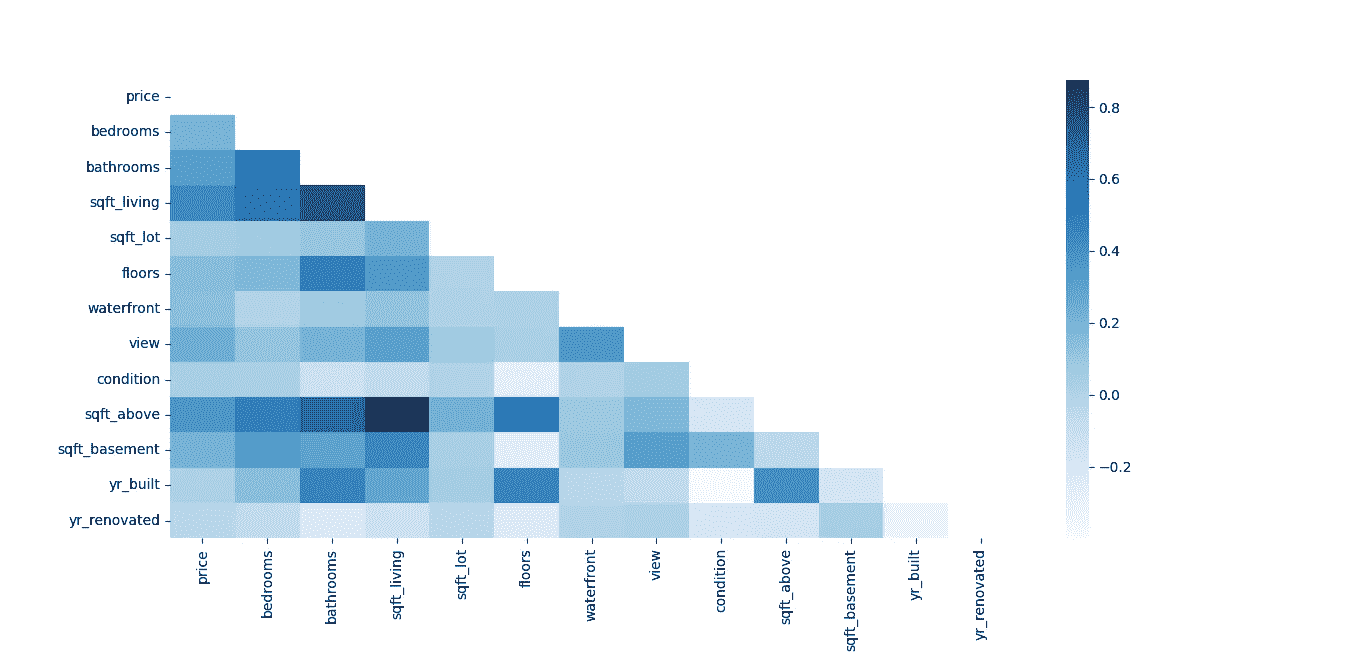 price
bedrooms
bathrooms
sqft_living
sqft_lot
floors
waterfront
view
condition
sqft_above
sqft_basement
yr_built
yr_renovated
price
bedrooms
bathrooms
sqft_living
sqft_lot
floors
waterfront
view
condition
sqft_above
sqft_basement
yr_built
yr_renovated
0.8
0.6
0.4
0.2
0.0
−0.2